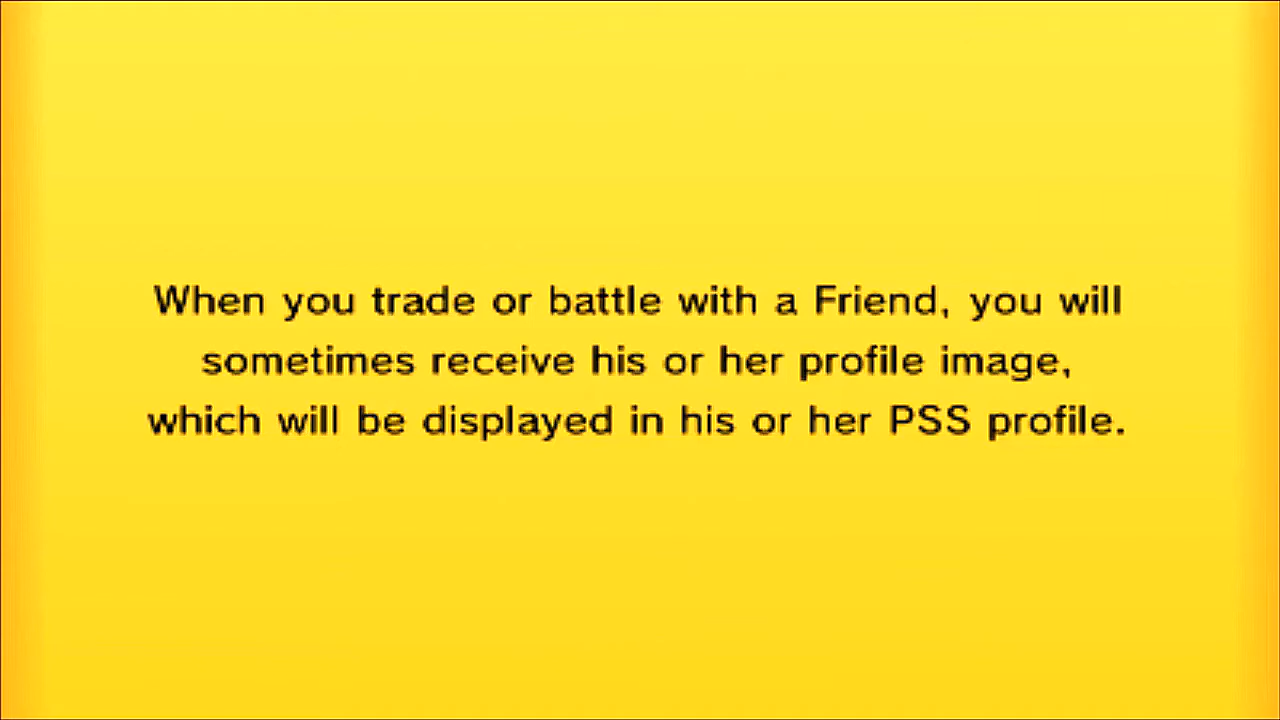 When you trade or battle with a Friend, you will
sometimes receive his or her profile image,
which will be displayed in his or her PSS profile.